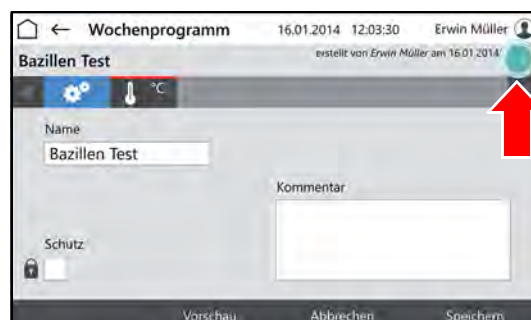 Wochenprogramm 16.01.2014 12:03:30 Erwin Müller
Bazillen Test erstellt von Erwin Müller am 16.01.2014
°C
Name
Bazillen Test
Kommentar
Schutz
Vorschau Abbrechen Speichern